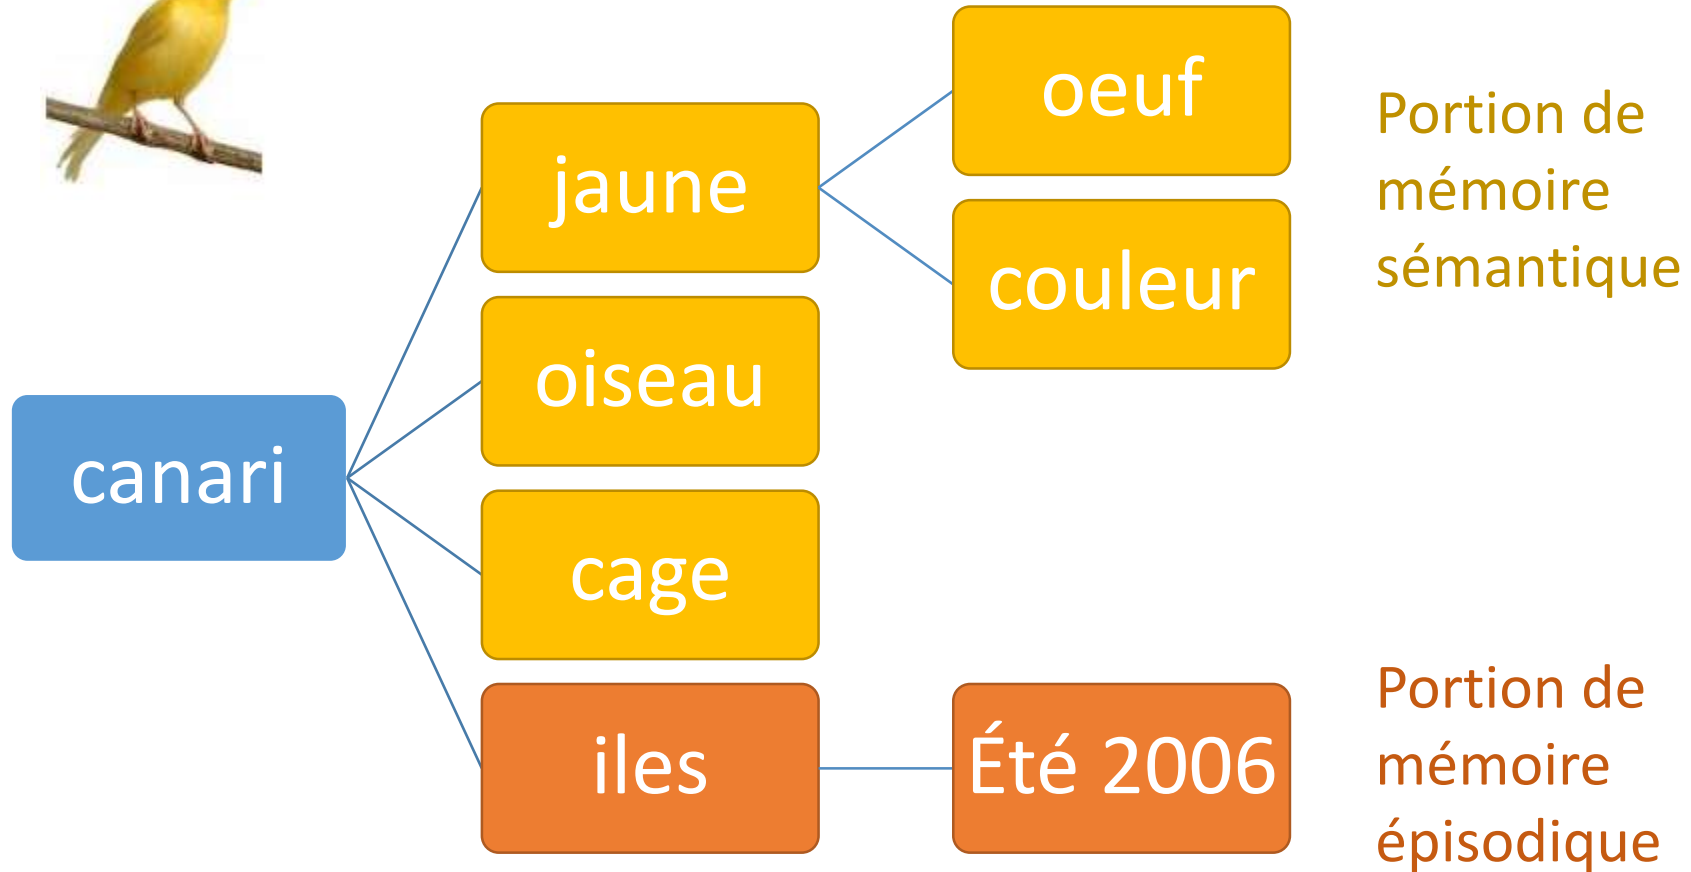 canari
jaune
oiseau
cage
iles
oeuf
couleur
Été 2006
Portion de
mémoire
sémantique
Portion de
mémoire
épisodique